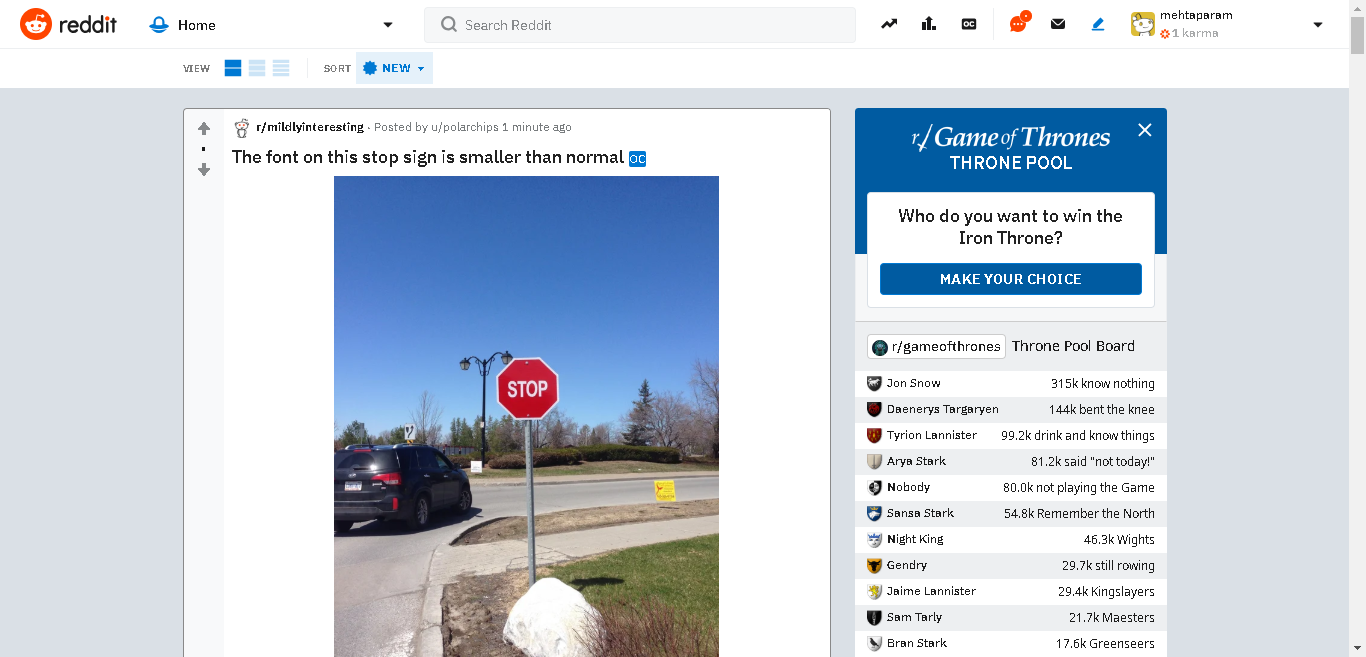 reddit
Home
Search Reddit
OC
mehtaparam
1 karma
VIEW
SORT
NEW
r/mildlyinteresting · Posted by u/polarchips 1 minute ago
The font on this stop sign is smaller than normal OC
STOP
r/Game of Thrones
THRONE POOL
Who do you want to win the
Iron Throne?
MAKE YOUR CHOICE
r/gameofthrones Throne Pool Board
Jon Snow 315k know nothing
Daenerys Targaryen 144k bent the knee
Tyrion Lannister 99.2k drink and know things
Arya Stark 81.2k said "not today!"
Nobody 80.0k not playing the Game
Sansa Stark 54.8k Remember the North
Night King 46.3k Wights
Gendry 29.7k still rowing
Jaime Lannister 29.4k Kingslayers
Sam Tarly 21.7k Maesters
Bran Stark 17.6k Greenseers